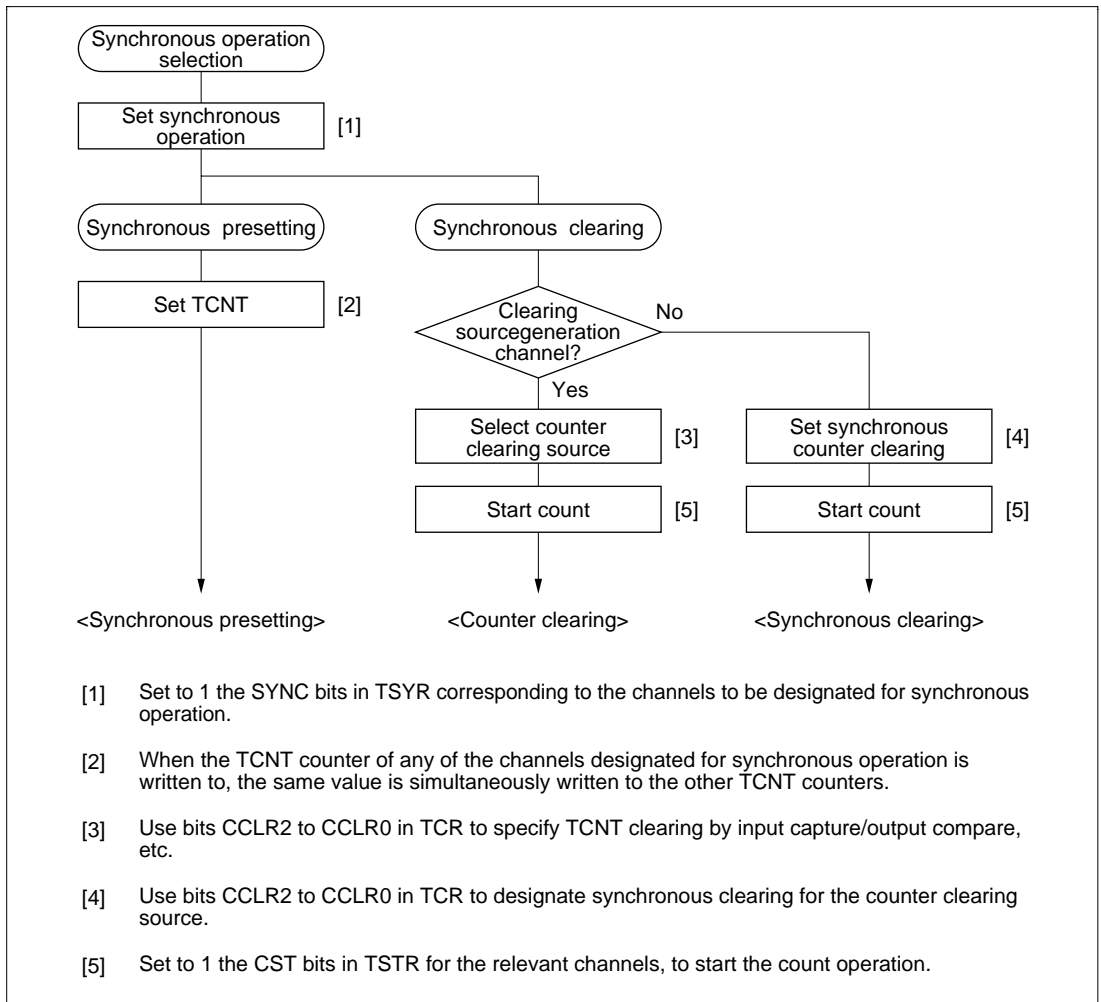 Synchronous operation
selection
Set synchronous
operation
[1]
Synchronous presetting
Synchronous clearing
Set TCNT
[2]
Clearing
sourcegeneration
channel?
No
Yes
Select counter
clearing source
[3]
Set synchronous
counter clearing
[4]
Start count
[5]
Start count
[5]
<Synchronous presetting>
<Counter clearing>
<Synchronous clearing>
[1] Set to 1 the SYNC bits in TSYR corresponding to the channels to be designated for synchronous
operation.
[2] When the TCNT counter of any of the channels designated for synchronous operation is
written to, the same value is simultaneously written to the other TCNT counters.
[3] Use bits CCLR2 to CCLR0 in TCR to specify TCNT clearing by input capture/output compare,
etc.
[4] Use bits CCLR2 to CCLR0 in TCR to designate synchronous clearing for the counter clearing
source.
[5] Set to 1 the CST bits in TSTR for the relevant channels, to start the count operation.